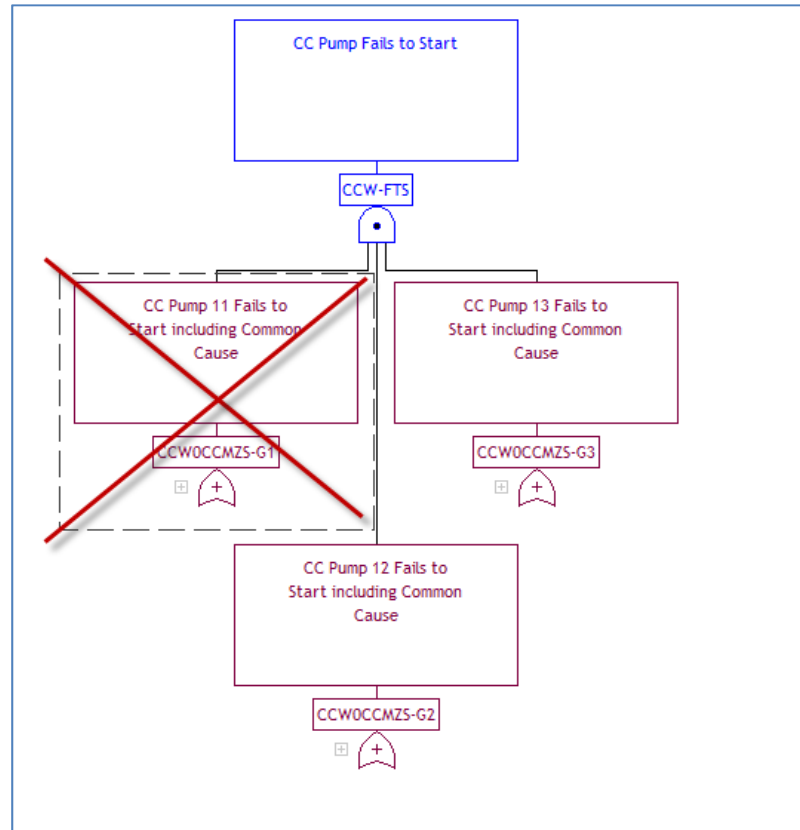 CC Pump Fails to Start
CCW-FTS
CC Pump 11 Fails to
Start including Common
Cause
CCW0CCMZS-G1
CC Pump 13 Fails to
Start including Common
Cause
CCW0CCMZS-G3
CC Pump 12 Fails to
Start including Common
Cause
CCW0CCMZS-G2